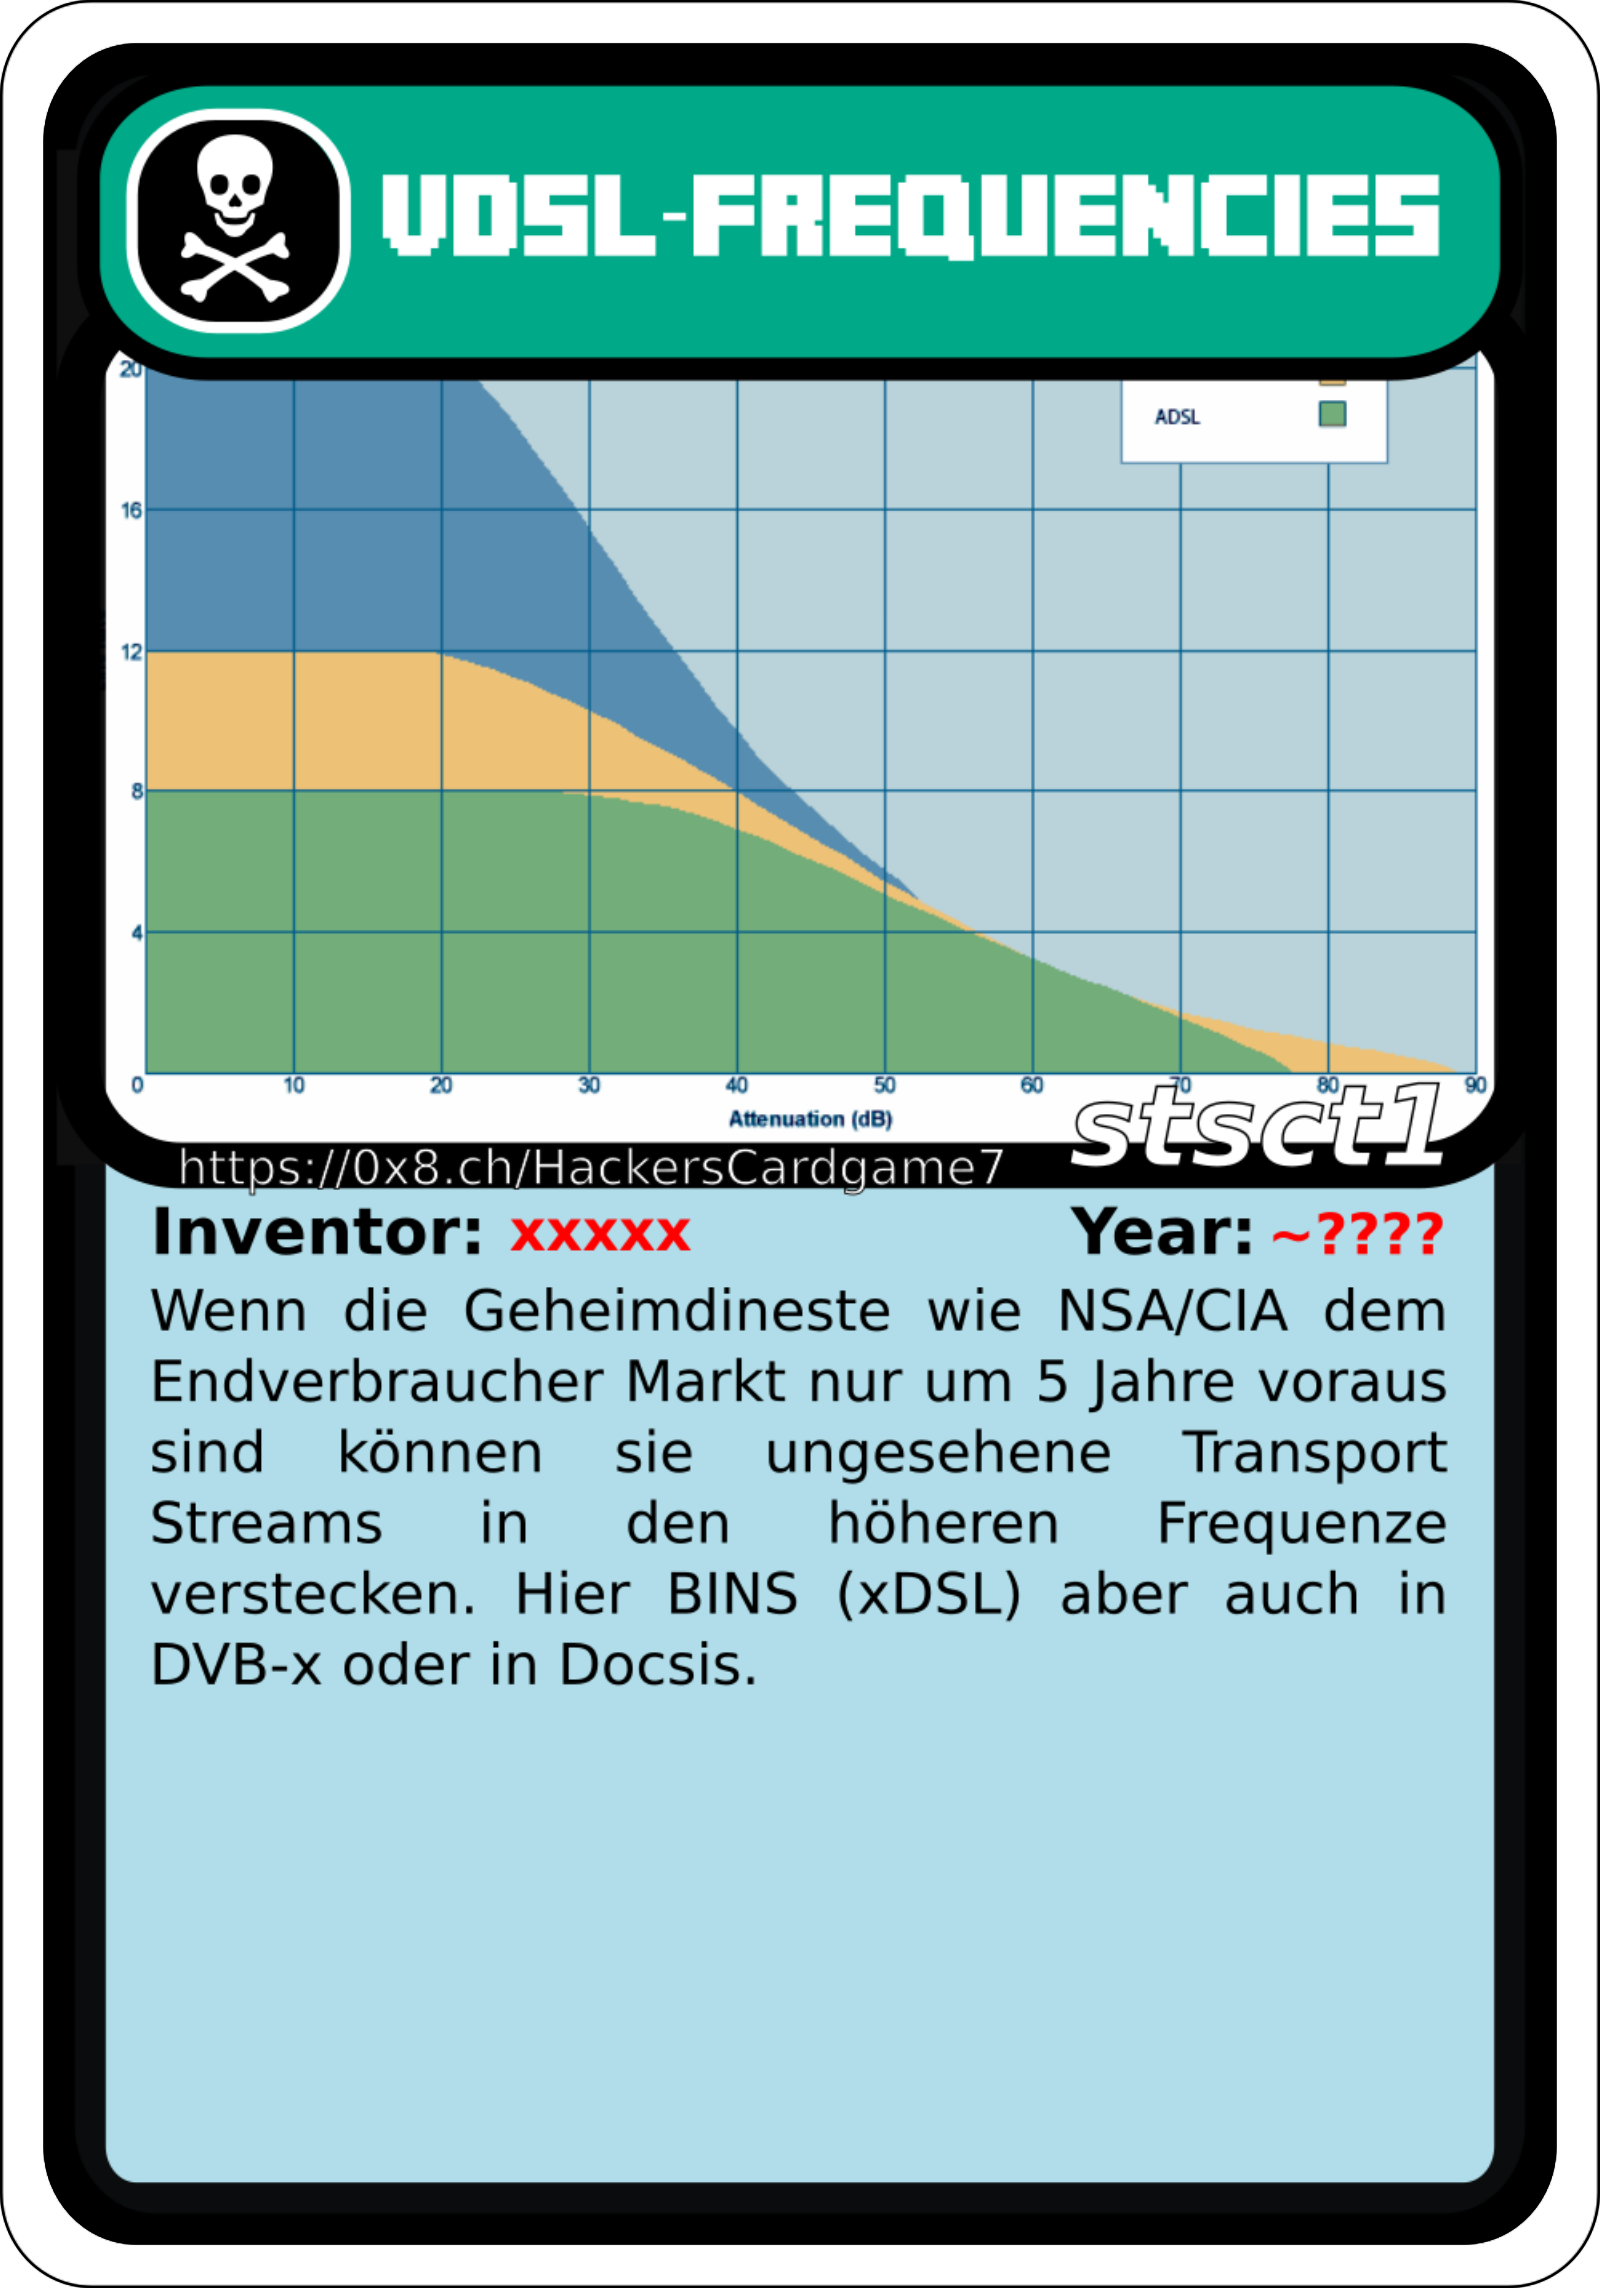 VDSL-FREQUENCIES
20
ADSL
16
12
8
4
0 10 20 30 40 50 60 70 80 90
Attenuation (dB)
stsct1
https://0x8.ch/HackersCardgame7
Inventor: xxxxx Year: ~????
Wenn die Geheimdineste wie NSA/CIA dem
Endverbraucher Markt nur um 5 Jahre voraus
sind können sie ungesehene Transport
Streams in den höheren Frequenze
verstecken. Hier BINS (xDSL) aber auch in
DVB-x oder in Docsis.